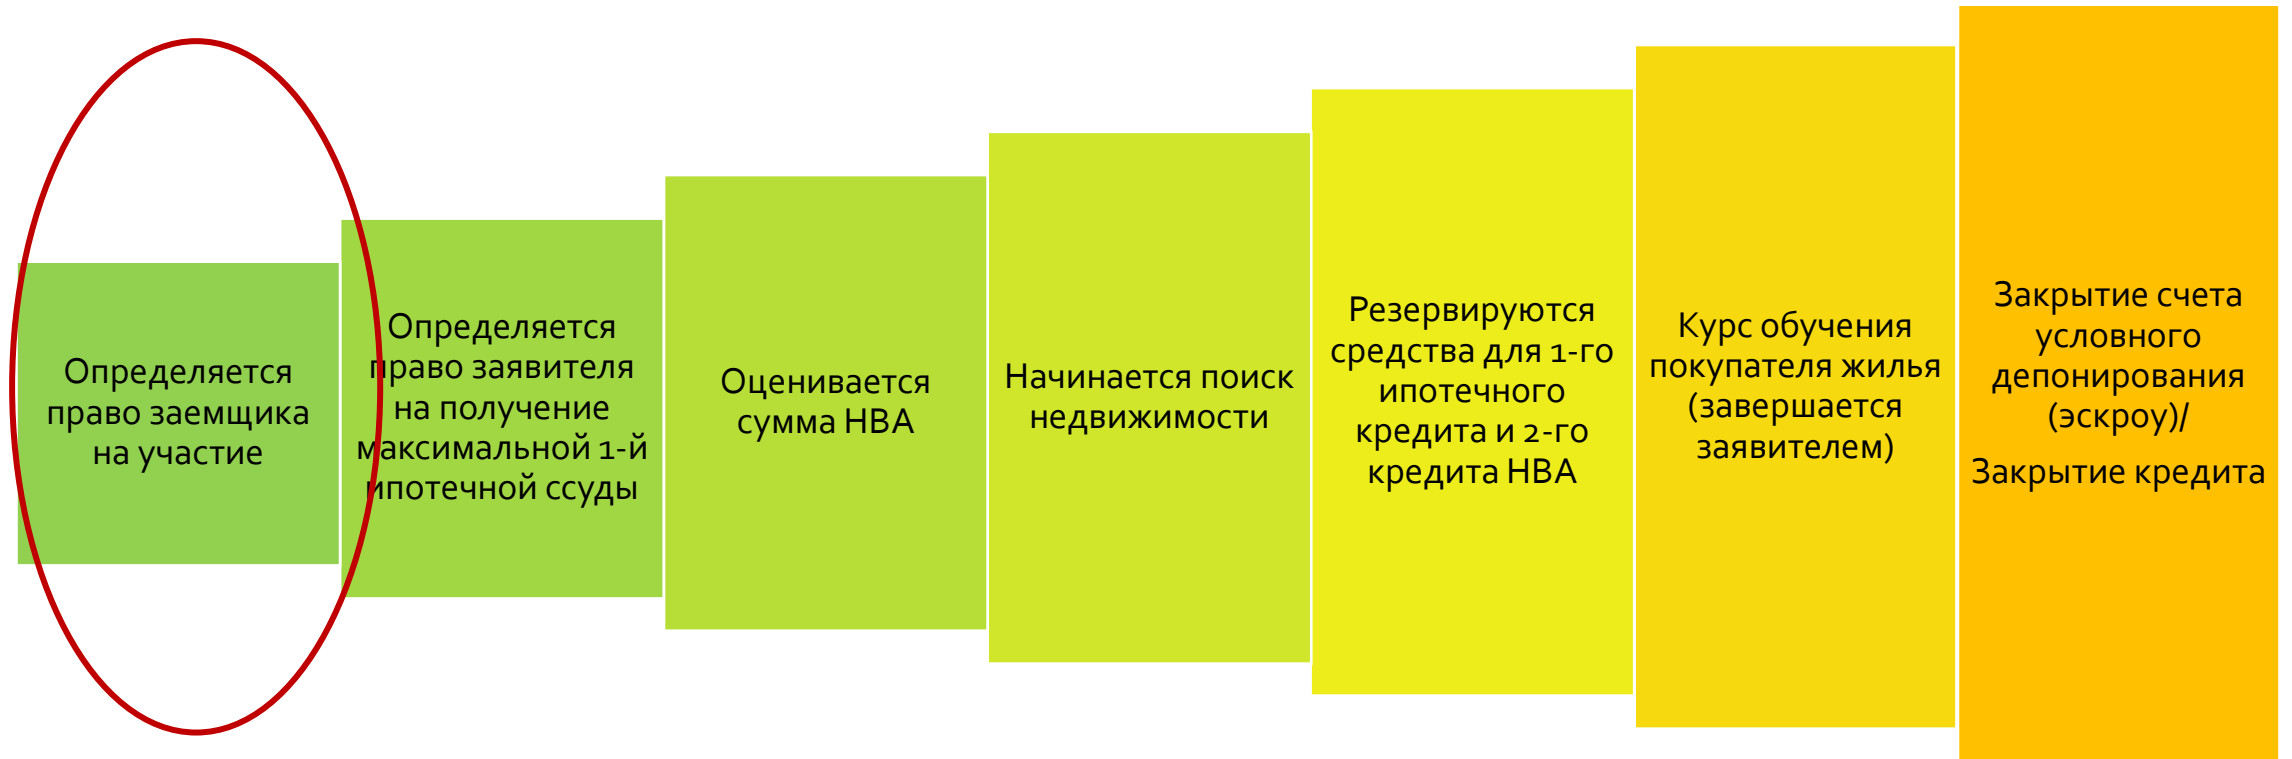 Определяется
право заемщика
на участие
Определяется
право заявителя
на получение
максимальной 1-й
ипотечной ссуды
Оценивается
сумма HBA
Начинается поиск
недвижимости
Резервируются
средства для 1-го
ипотечного
кредита и 2-го
кредита HBA
Курс обучения
покупателя жилья
(завершается
заявителем)
Закрытие счета
условного
депонирования
(эскроу)/
Закрытие кредита